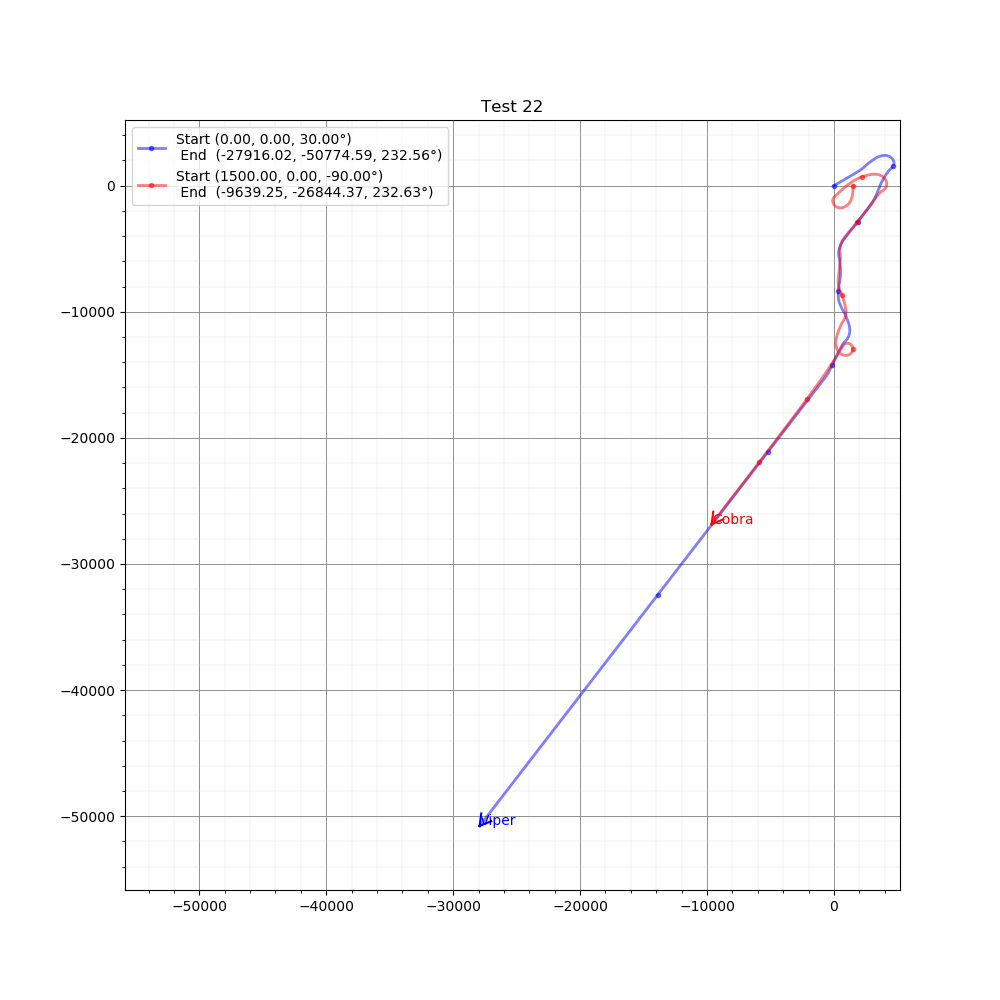 Test 22
Start (0.00, 0.00, 30.00°)
End (-27916.02, -50774.59, 232.56°)
Start (1500.00, 0.00, -90.00°)
End (-9639.25, -26844.37, 232.63°)
0
−10000
−20000
−30000
−40000
−50000
Cobra
Viper
−50000 −40000 −30000 −20000 −10000 0